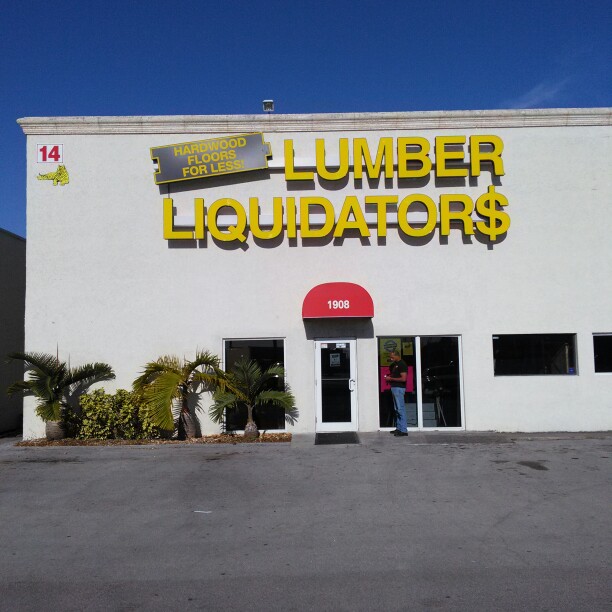 14
HARDWOOD
FLOORS
FOR LESS!
LUMBER
LIQUIDATOR$
1908